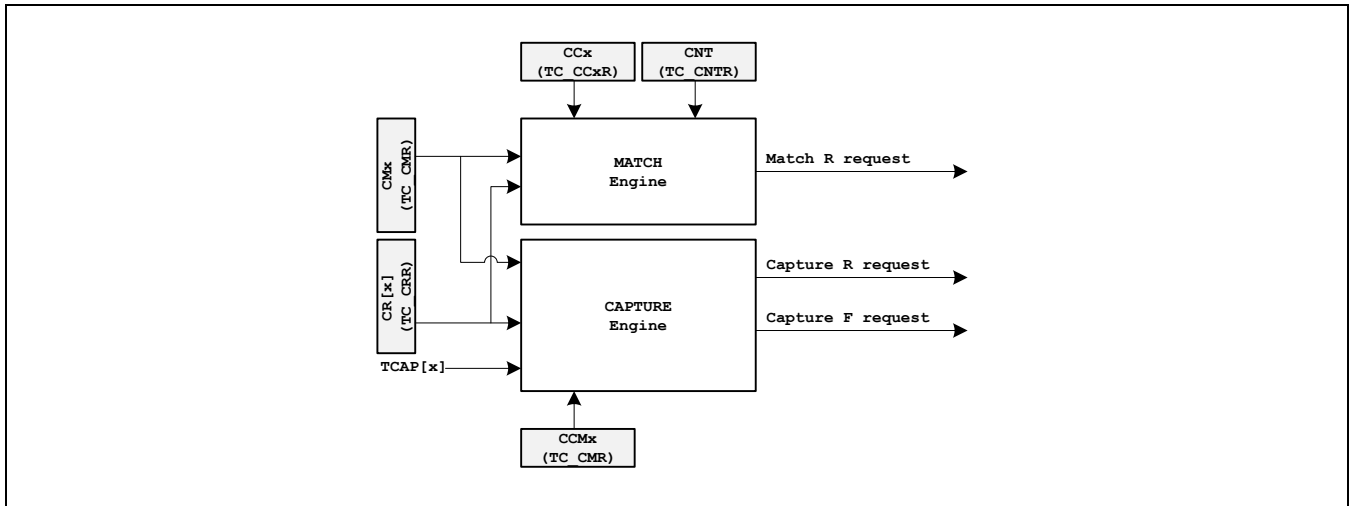 CCx
(TC_CCxR)
CNT
(TC_CNTR)
CMx
(TC_CMR)
MATCH
Engine
Match R request
CR[x]
(TC_CRR)
CAPTURE
Engine
Capture R request
Capture F request
TCAP[x]
CCMx
(TC_CMR)